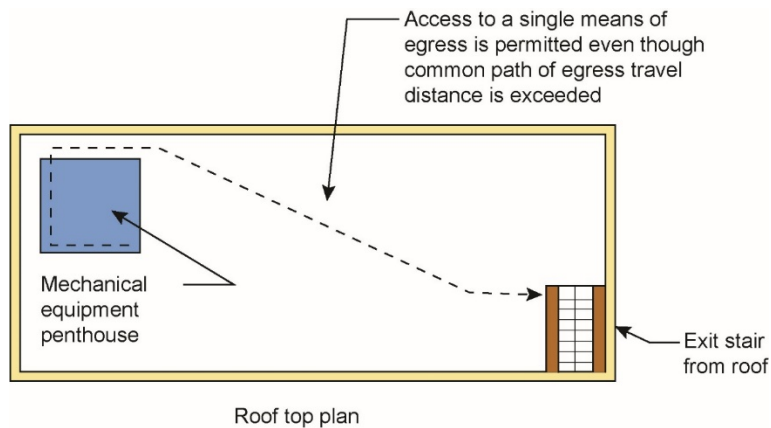 Access to a single means of
egress is permitted even though
common path of egress travel
distance is exceeded
Mechanical
equipment
penthouse
Exit stair
from roof
Roof top plan